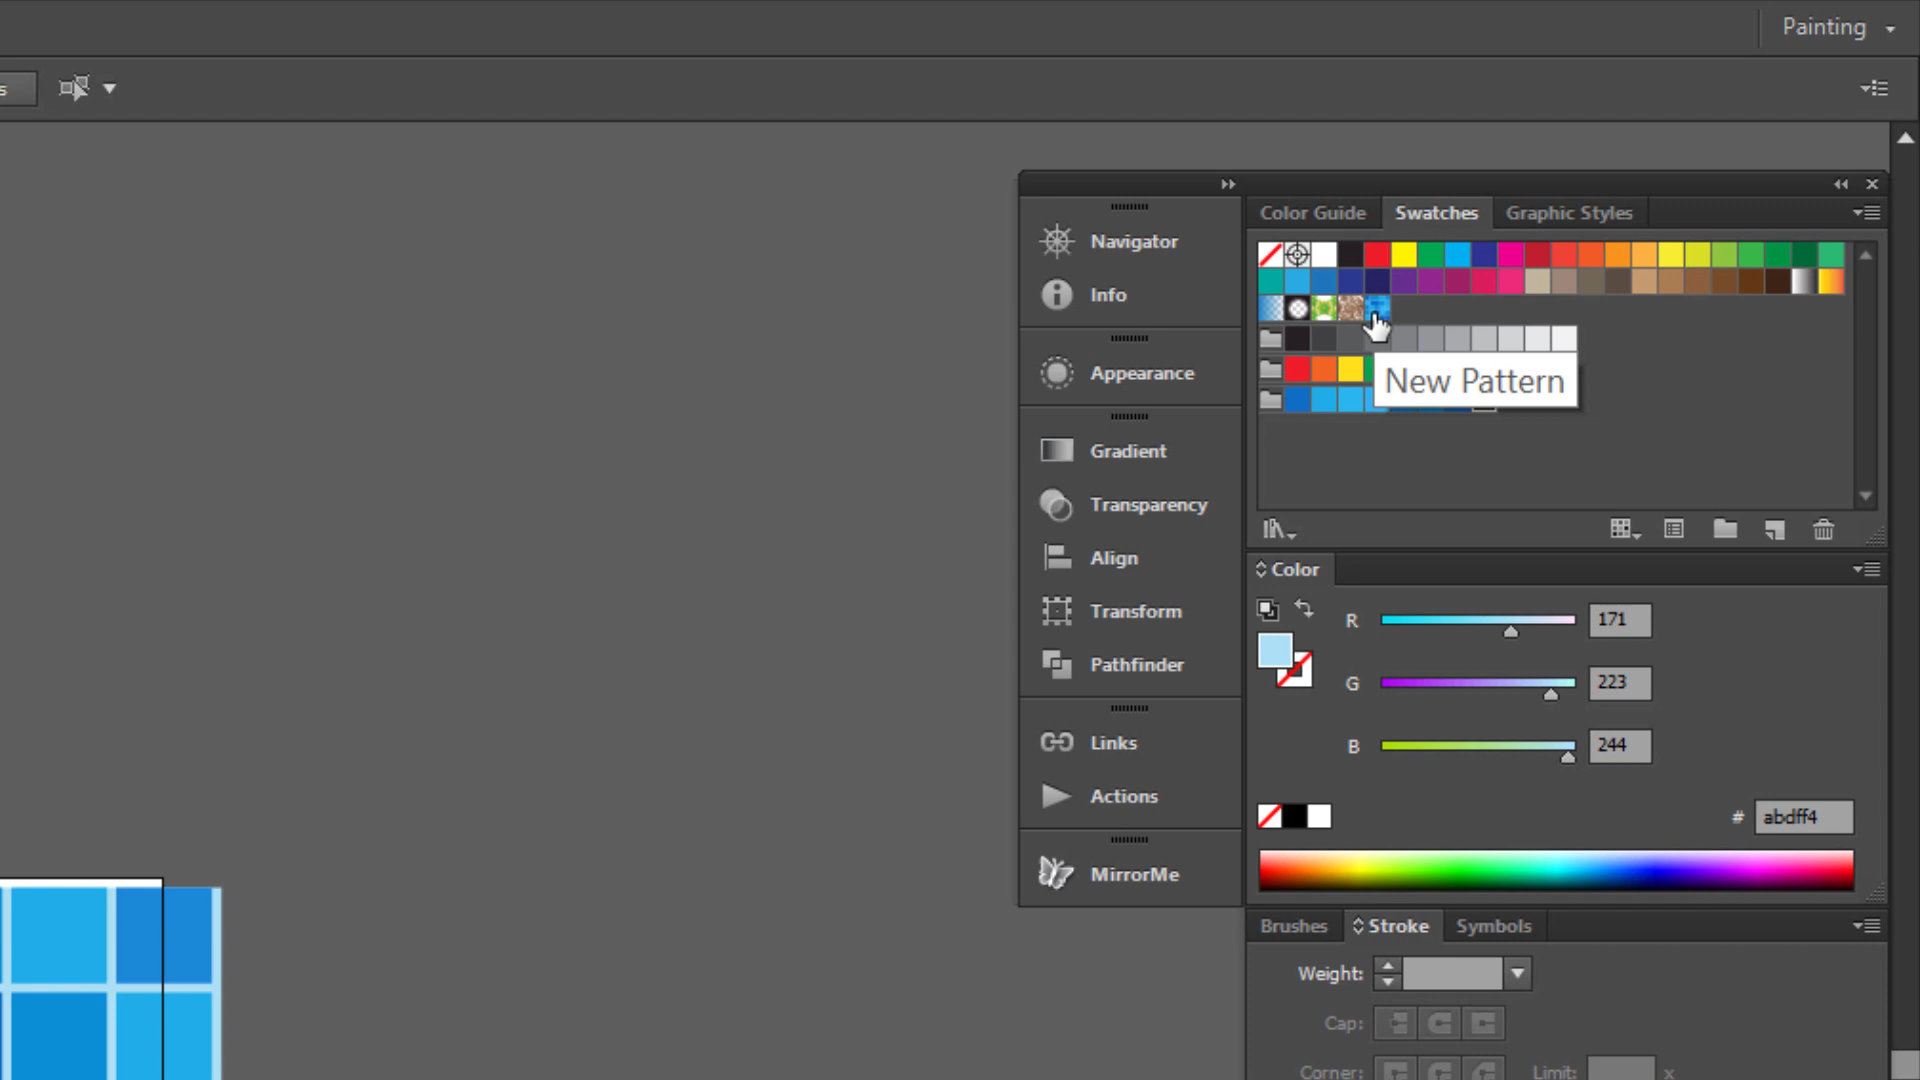 Painting
s
Color Guide
Swatches
Graphic Styles
Navigator
Info
Appearance
New Pattern
Gradient
Transparency
Align
Transform
Pathfinder
Links
Actions
MirrorMe
Color
R 171
G 223
B 244
# abdff4
Brushes
Stroke
Symbols
Weight:
Cap:
Corner:
Limit:
x